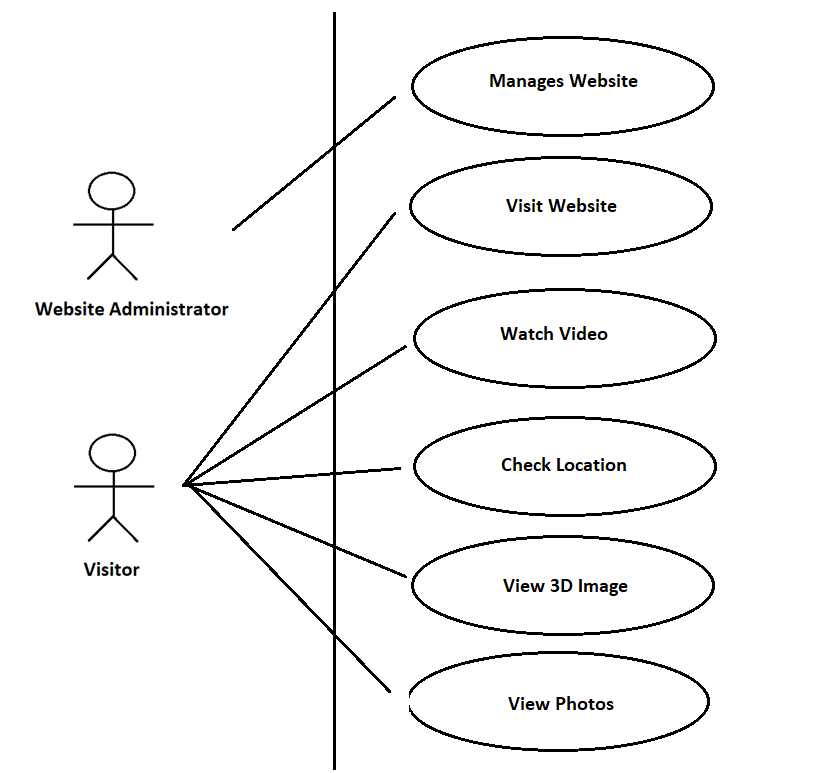 Manages Website
Visit Website
Website Administrator
Watch Video
Check Location
Visitor
View 3D Image
View Photos